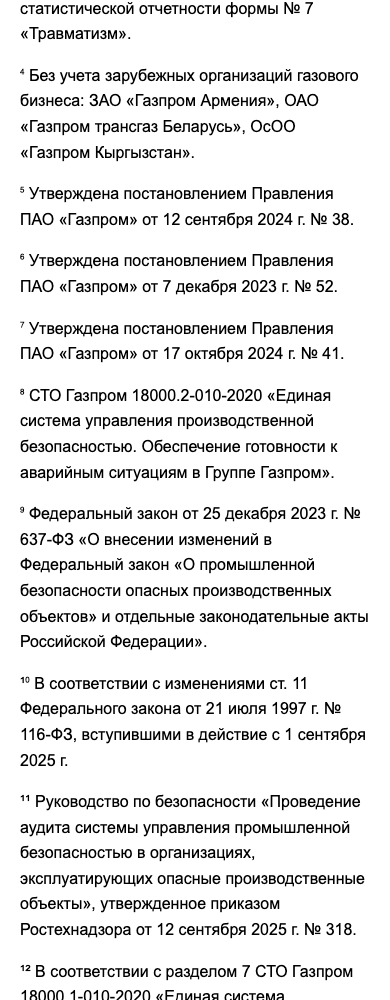 статистической отчетности формы № 7
«Травматизм».
⁴ Без учета зарубежных организаций газового
бизнеса: ЗАО «Газпром Армения», ОАО
«Газпром трансгаз Беларусь», ОсОО
«Газпром Кыргызстан».
⁵ Утверждена постановлением Правления
ПАО «Газпром» от 12 сентября 2024 г. № 38.
⁶ Утверждена постановлением Правления
ПАО «Газпром» от 7 декабря 2023 г. № 52.
⁷ Утверждена постановлением Правления
ПАО «Газпром» от 17 октября 2024 г. № 41.
⁸ СТО Газпром 18000.2-010-2020 «Единая
система управления производственной
безопасностью. Обеспечение готовности к
аварийным ситуациям в Группе Газпром».
⁹ Федеральный закон от 25 декабря 2023 г. №
637-ФЗ «О внесении изменений в
Федеральный закон «О промышленной
безопасности опасных производственных
объектов» и отдельные законодательные акты
Российской Федерации».
¹⁰ В соответствии с изменениями ст. 11
Федерального закона от 21 июля 1997 г. №
116-ФЗ, вступившими в действие с 1 сентября
2025 г.
¹¹ Руководство по безопасности «Проведение
аудита системы управления промышленной
безопасностью в организациях,
эксплуатирующих опасные производственные
объекты», утвержденное приказом
Ростехнадзора от 12 сентября 2025 г. № 318.
¹² В соответствии с разделом 7 СТО Газпром
18000.1-010-2020 «Единая система